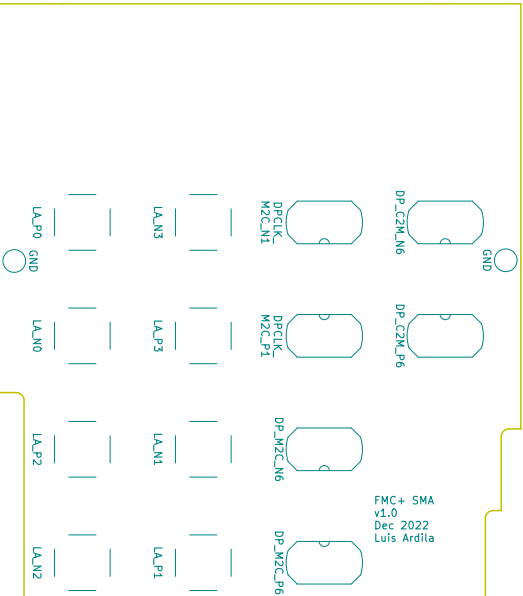 LA_P0
LA_N3
DPCLK_
M2C_N1
DP_C2M_N6
GND
GND
LA_N0
LA_P3
DPCLK_
M2C_P1
DP_C2M_P6
LA_P2
LA_N1
DP_M2C_N6
FMC+ SMA
v1.0
Dec 2022
Luis Ardila
LA_N2
LA_P1
DP_M2C_P6